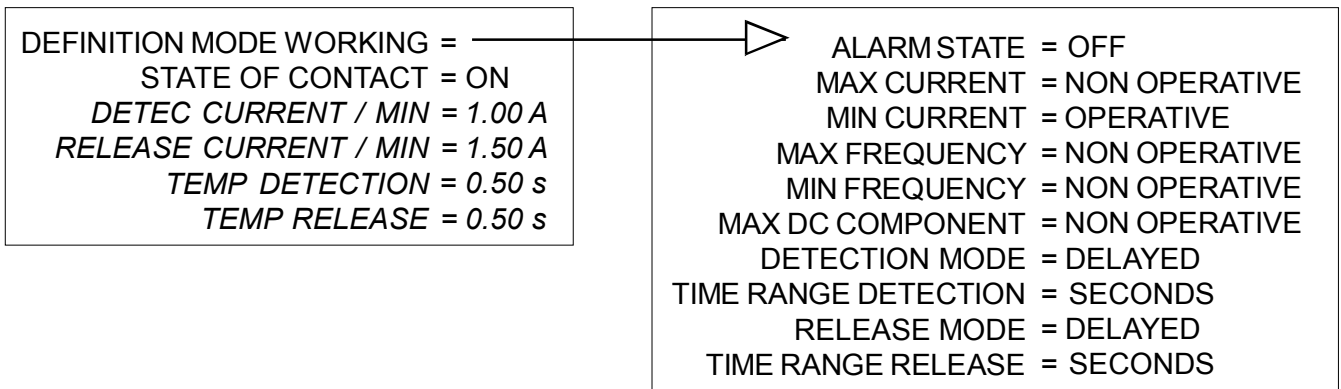 DEFINITION MODE WORKING =
STATE OF CONTACT = ON
DETEC CURRENT / MIN = 1.00 A
RELEASE CURRENT / MIN = 1.50 A
TEMP DETECTION = 0.50 s
TEMP RELEASE = 0.50 s
ALARM STATE = OFF
MAX CURRENT = NON OPERATIVE
MIN CURRENT = OPERATIVE
MAX FREQUENCY = NON OPERATIVE
MIN FREQUENCY = NON OPERATIVE
MAX DC COMPONENT = NON OPERATIVE
DETECTION MODE = DELAYED
TIME RANGE DETECTION = SECONDS
RELEASE MODE = DELAYED
TIME RANGE RELEASE = SECONDS